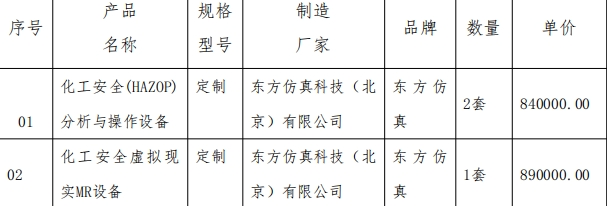 序号 产品名称 规格型号 制造厂家 品牌 数量 单价
01 化工安全(HAZOP)分析与操作设备 定制 东方仿真科技（北京）有限公司 东方仿真 2套 840000.00
02 化工安全虚拟现实MR设备 定制 东方仿真科技（北京）有限公司 东方仿真 1套 890000.00